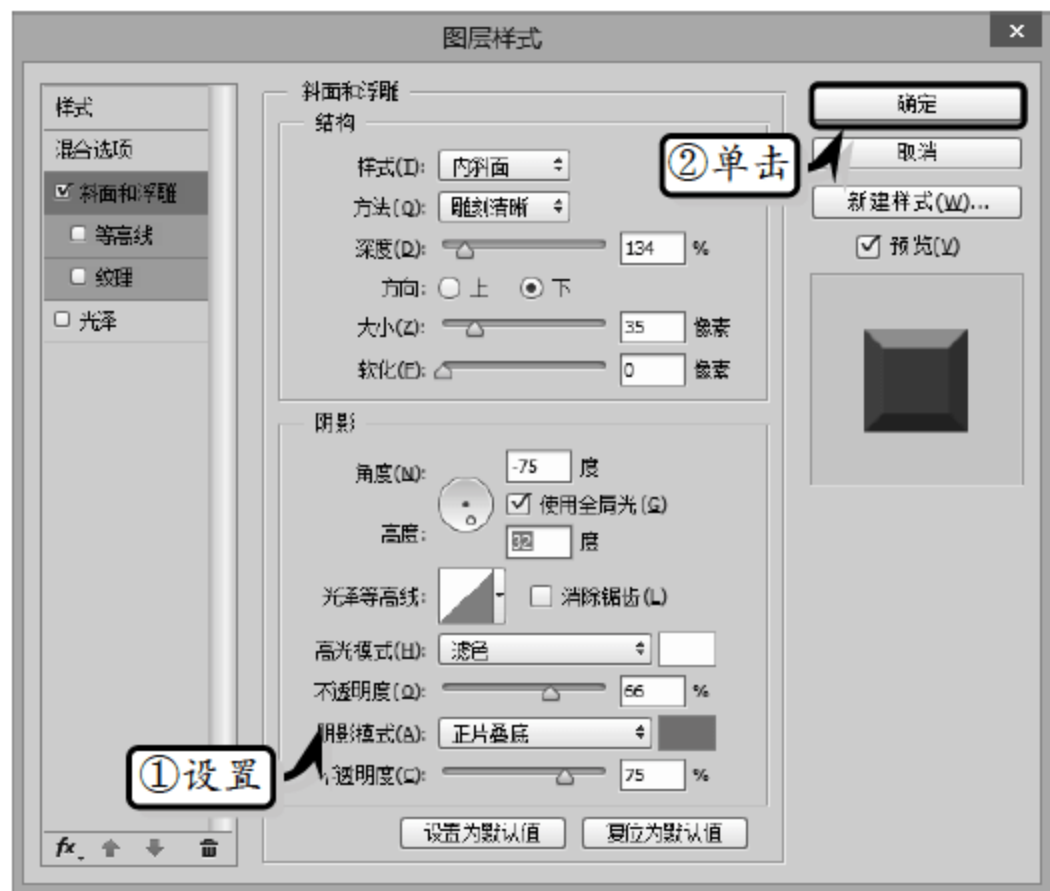 图层样式
×
样式
混合选项
斜面和浮雕
等高线
纹理
光泽
fx
斜面和浮雕
结构
样式(T): 内斜面
方法(Q): 雕刻清晰
深度(D): 134 %
方向: 上 下
大小(Z): 35 像素
软化(F): 0 像素
阴影
角度(N): -75 度
使用全局光(G)
高度: 32 度
光泽等高线: 消除锯齿(L)
高光模式(H): 滤色
不透明度(O): 66 %
阴影模式(A): 正片叠底
透明度(C): 75 %
设置为默认值 复位为默认值
①设置
确定
②单击
取消
新建样式(W)...
预览(V)